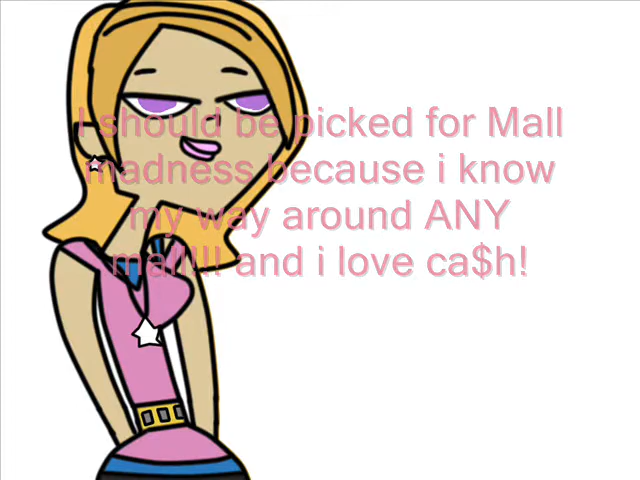 I should be picked for Mall
madness because i know
my way around ANY
mall!!! and i love ca$h!